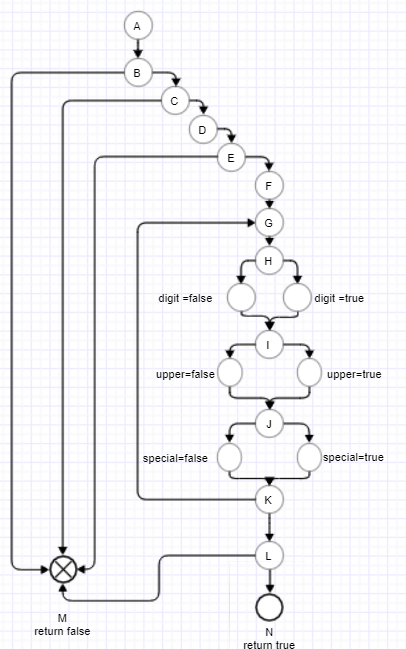 A
B
C
D
E
F
G
H
digit =false
digit =true
I
upper=false
upper=true
J
special=false
special=true
K
L
M
return false
N
return true